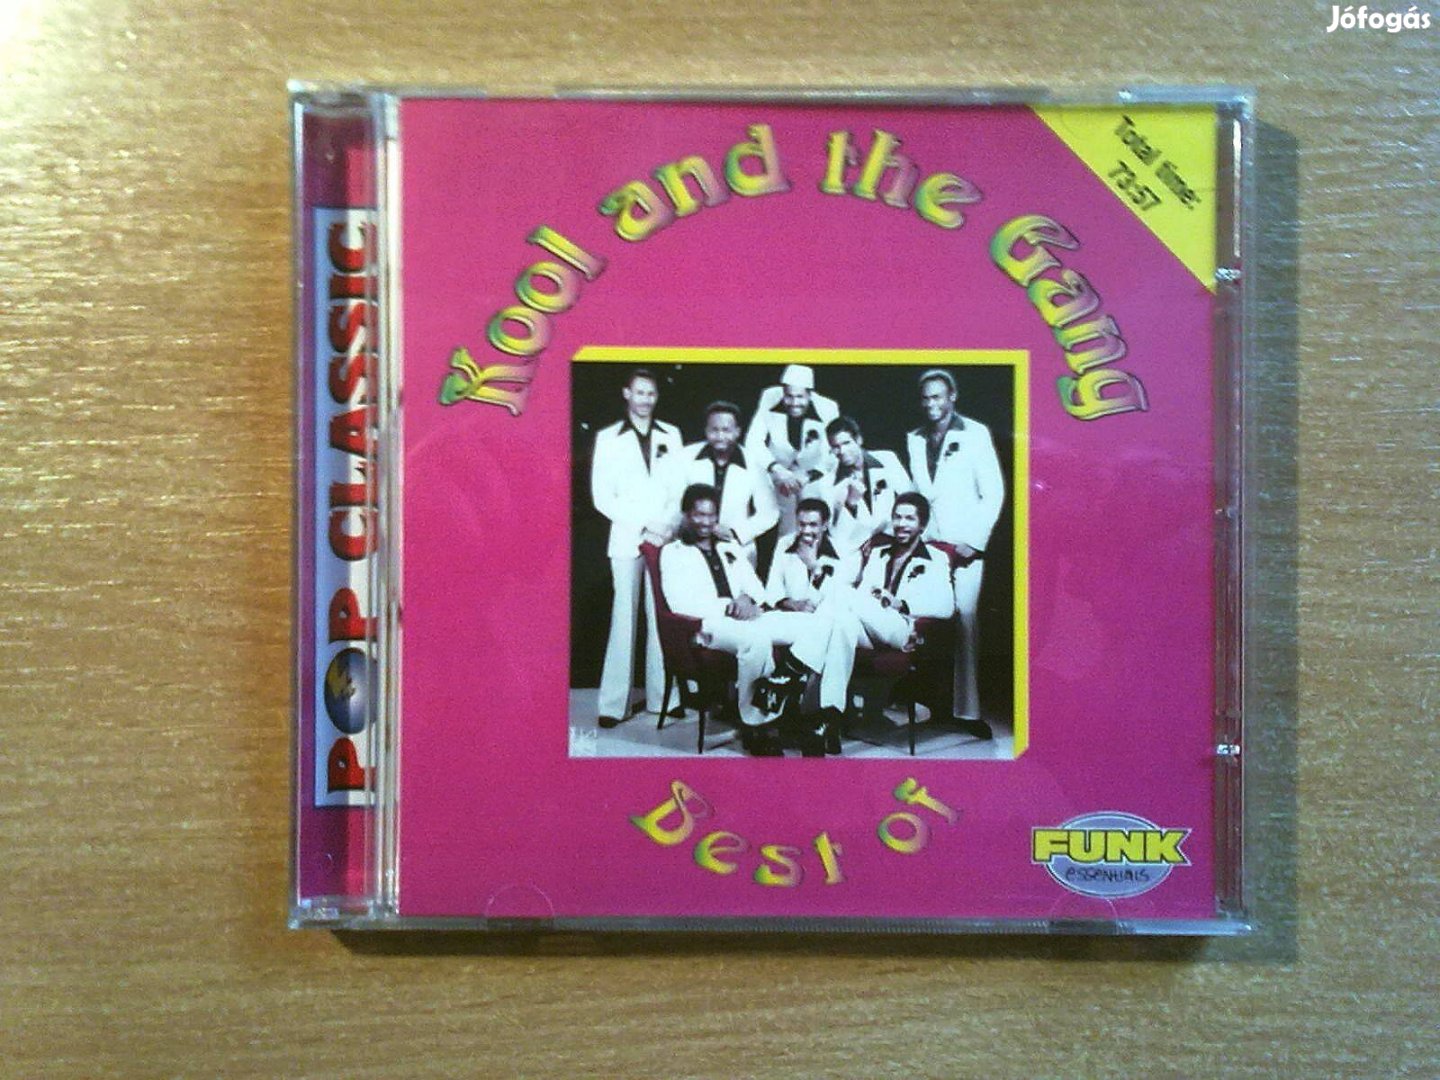 Jófogás
Kool and the Gang
Total time:
73:57
POP CLASSIC
Best of
FUNK
essentials